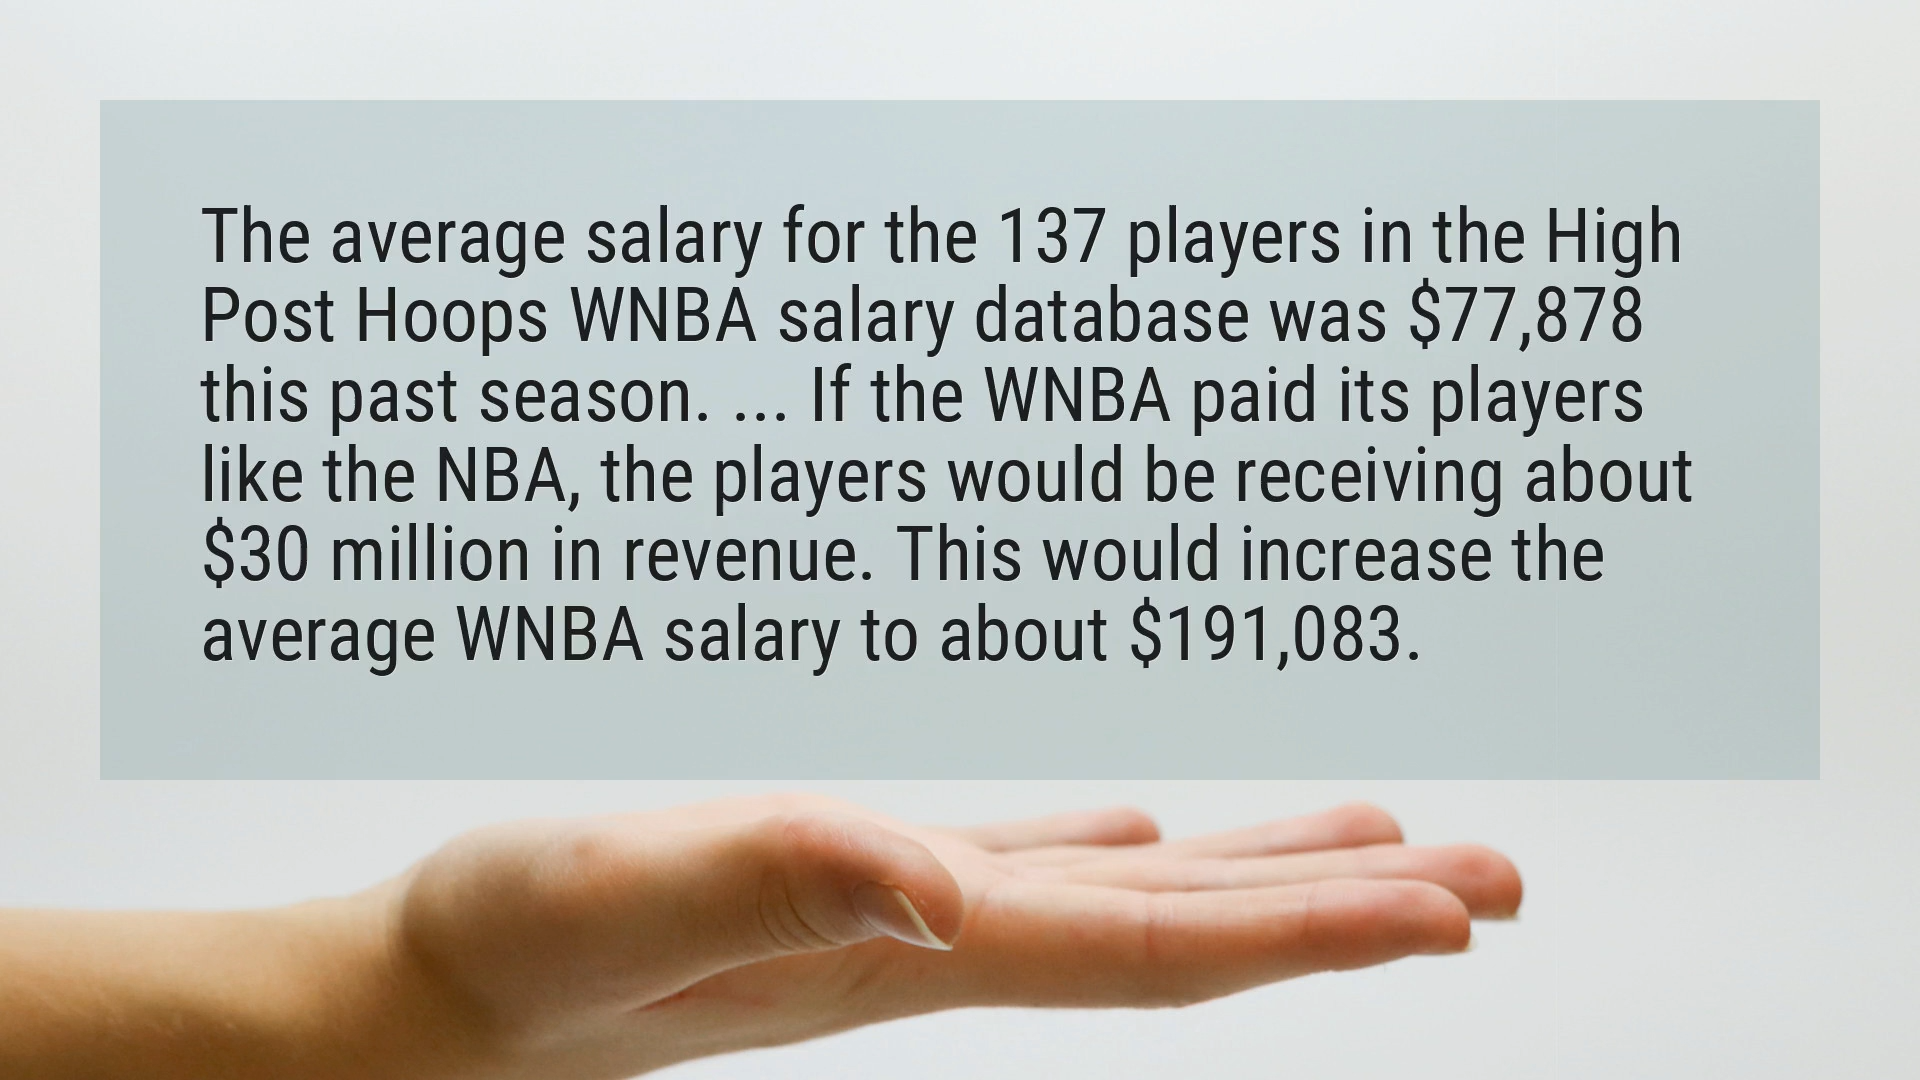 The average salary for the 137 players in the High
Post Hoops WNBA salary database was $77,878
this past season. ... If the WNBA paid its players
like the NBA, the players would be receiving about
$30 million in revenue. This would increase the
average WNBA salary to about $191,083.